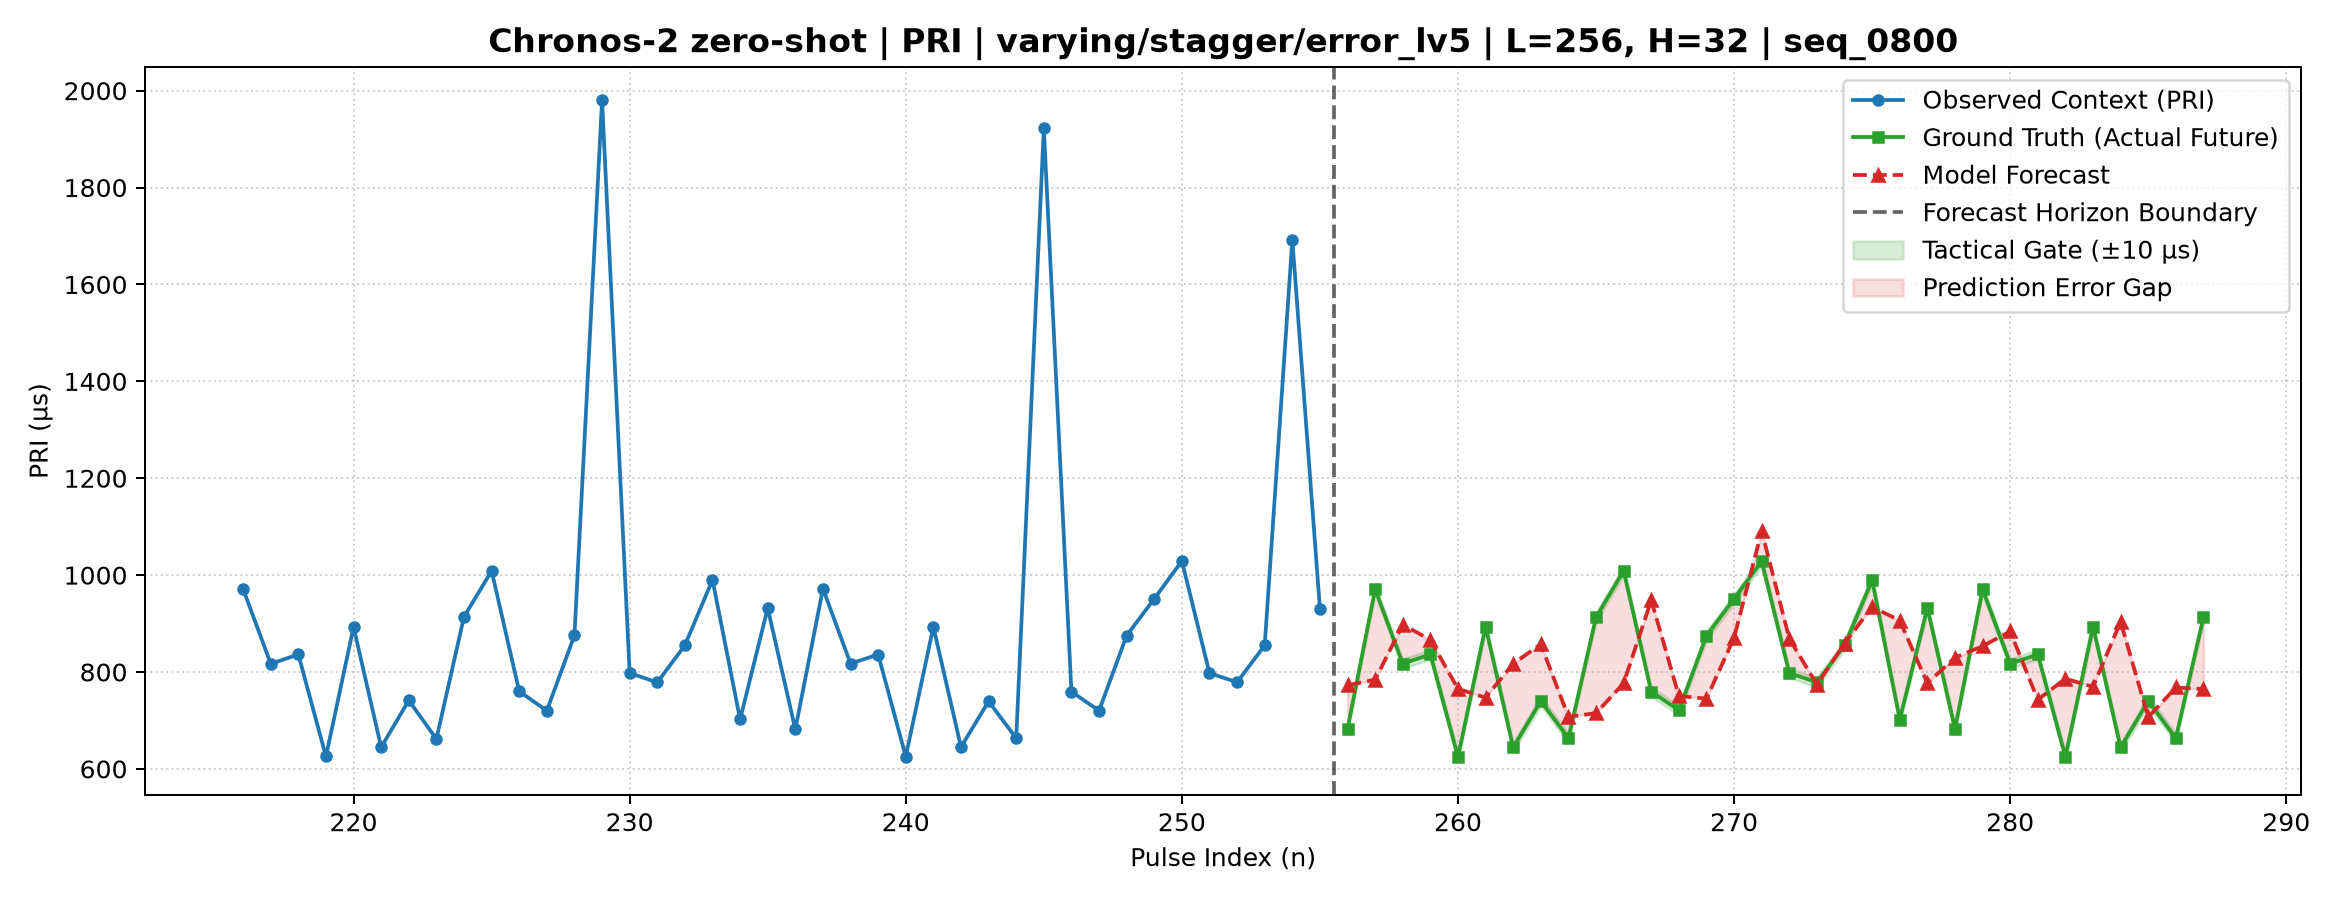 Chronos-2 zero-shot | PRI | varying/stagger/error_lv5 | L=256, H=32 | seq_0800
PRI (µs)
2000
1800
1600
1400
1200
1000
800
600
Observed Context (PRI)
Ground Truth (Actual Future)
Model Forecast
Forecast Horizon Boundary
Tactical Gate (±10 µs)
Prediction Error Gap
220
230
240
250
260
270
280
290
Pulse Index (n)